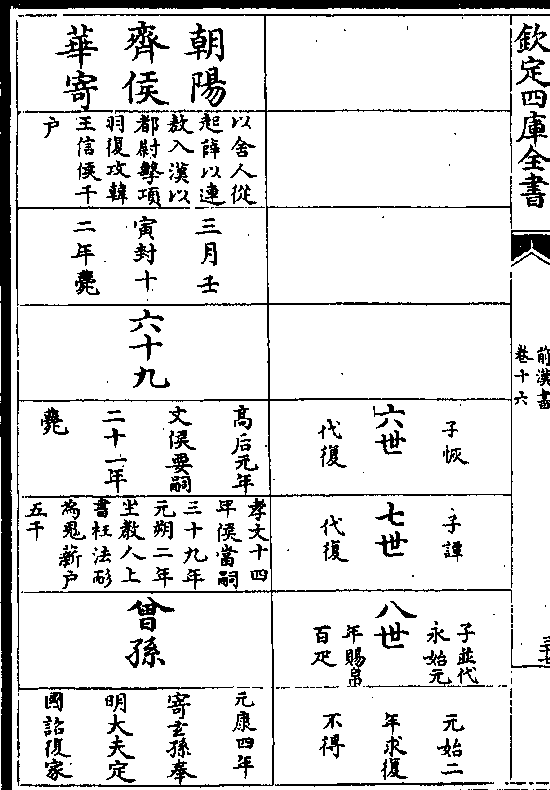 欽定四庫全書
前漢書
卷十六
六世
子恢
代復
七世
子譚
代復
八世
子並代
永始元
年賜帛
百疋
元始二
年求復
不得
朝陽
齊侯
華寄
以舍人從
起薛以連
敖入漢以
都尉擊項
羽復攻韓
王信侯千
戶
三月壬
寅封十
二年薨
六十九
高后元年
文侯要嗣
二十一年
薨
孝文十四
年侯當嗣
三十九年
元朔二年
坐教人上
書枉法耏
為鬼薪戶
五千
曾孫
元康四年
寄玄孫奉
明大夫定
國詔復家